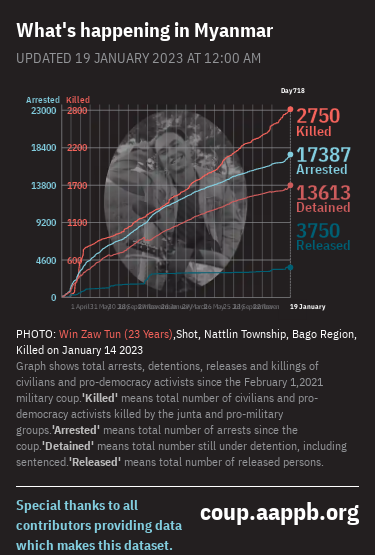 What's happening in Myanmar
UPDATED 19 JANUARY 2023 AT 12:00 AM
Day718
Arrested Killed
23000 2800
2750
Killed
18400 2200
17387
Arrested
13800 1700
13613
Detained
9200 1100
3750
Released
4600 600
0
19 January
PHOTO: Win Zaw Tun (23 Years),Shot, Nattlin Township, Bago Region,
Killed on January 14 2023
Graph shows total arrests, detentions, releases and killings of
civilians and pro-democracy activists since the February 1,2021
military coup.'Killed' means total number of civilians and pro-
democracy activists killed by the junta and pro-military
groups.'Arrested' means total number of arrests since the
coup.'Detained' means total number still under detention, including
sentenced.'Released' means total number of released persons.
Special thanks to all
contributors providing data
which makes this dataset.
coup.aappb.org